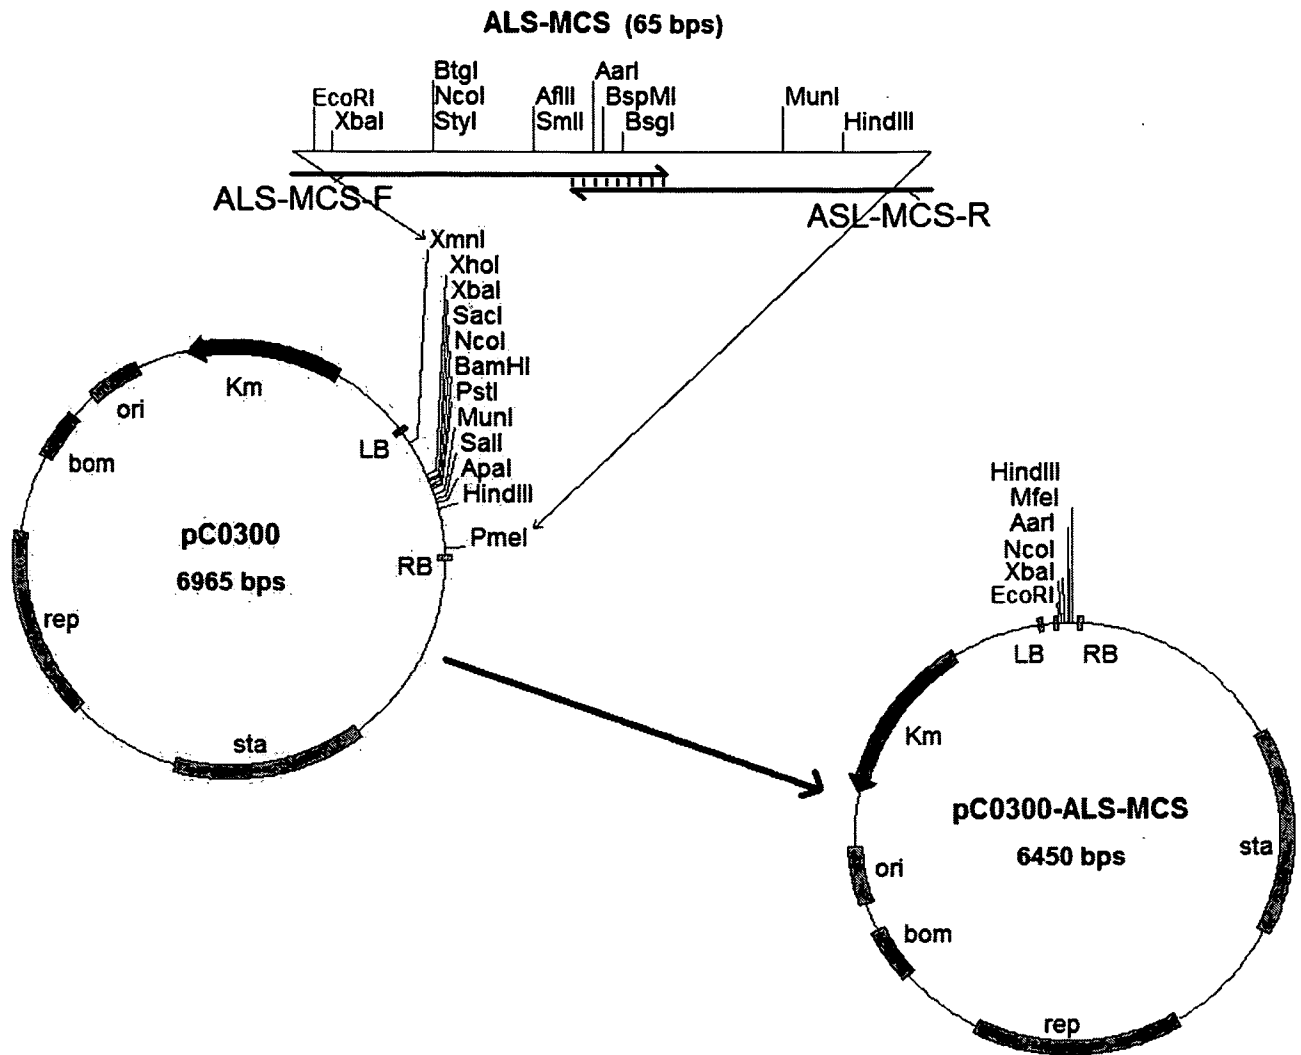 ALS-MCS (65 bps)
BtgI
AarI
EcoRI
NcoI
AflII
BspMI
MunI
XbaI
StyI
SmlI
BsgI
HindIII
ALS-MCS-F
ASL-MCS-R
XmnI
XhoI
XbaI
SacI
NcoI
BamHI
PstI
MunI
SalI
ApaI
HindIII
PmeI
Km
ori
LB
bom
pC0300
6965 bps
RB
rep
sta
HindIII
MfeI
AarI
NcoI
XbaI
EcoRI
LB
RB
Km
pC0300-ALS-MCS
6450 bps
sta
ori
bom
rep